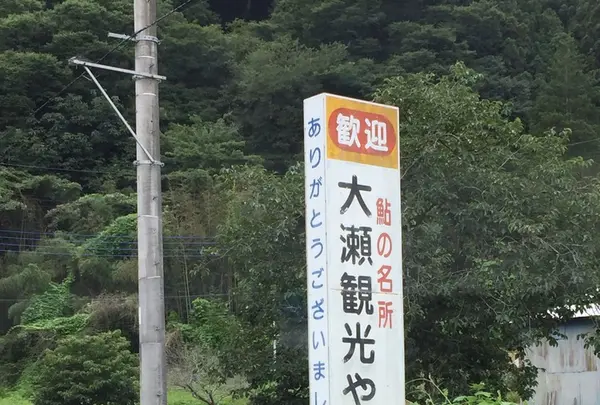 歓迎
鮎の名所
大瀬観光や
ありがとうございまし